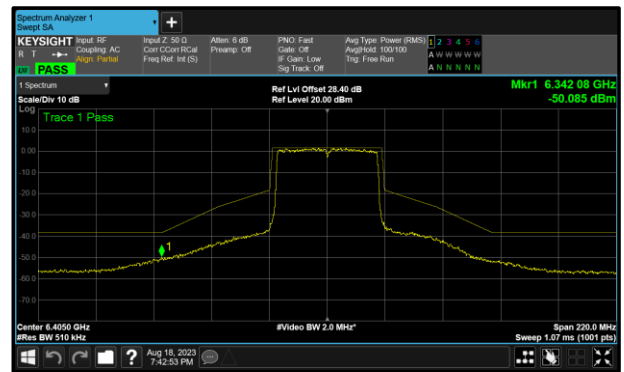 Spectrum Analyzer 1
Swept SA
+
KEYSIGHT Input: RF Input Z: 50 Ω Atten: 6 dB PNO: Fast Avg Type: Power (RMS) 1 2 3 4 5 6
R T Coupling: AC Corr CCorr RCal Preamp: Off Gate: Off Avg|Hold: 100/100 A W W W W W
Align: Partial Freq Ref: Int (S) IF Gain: Low Trig: Free Run
LW PASS Sig Track: Off A N N N N N
1 Spectrum Ref Lvl Offset 28.40 dB Mkr1 6.342 08 GHz
Scale/Div 10 dB Ref Level 20.00 dBm -50.085 dBm
Log
Trace 1 Pass
10.0
0.00
-10.0
-20.0
-30.0
-40.0
1
-50.0
-60.0
-70.0
Center 6.4050 GHz #Video BW 2.0 MHz* Span 220.0 MHz
#Res BW 510 kHz Sweep 1.07 ms (1001 pts)
? Aug 18, 2023
7:42:53 PM